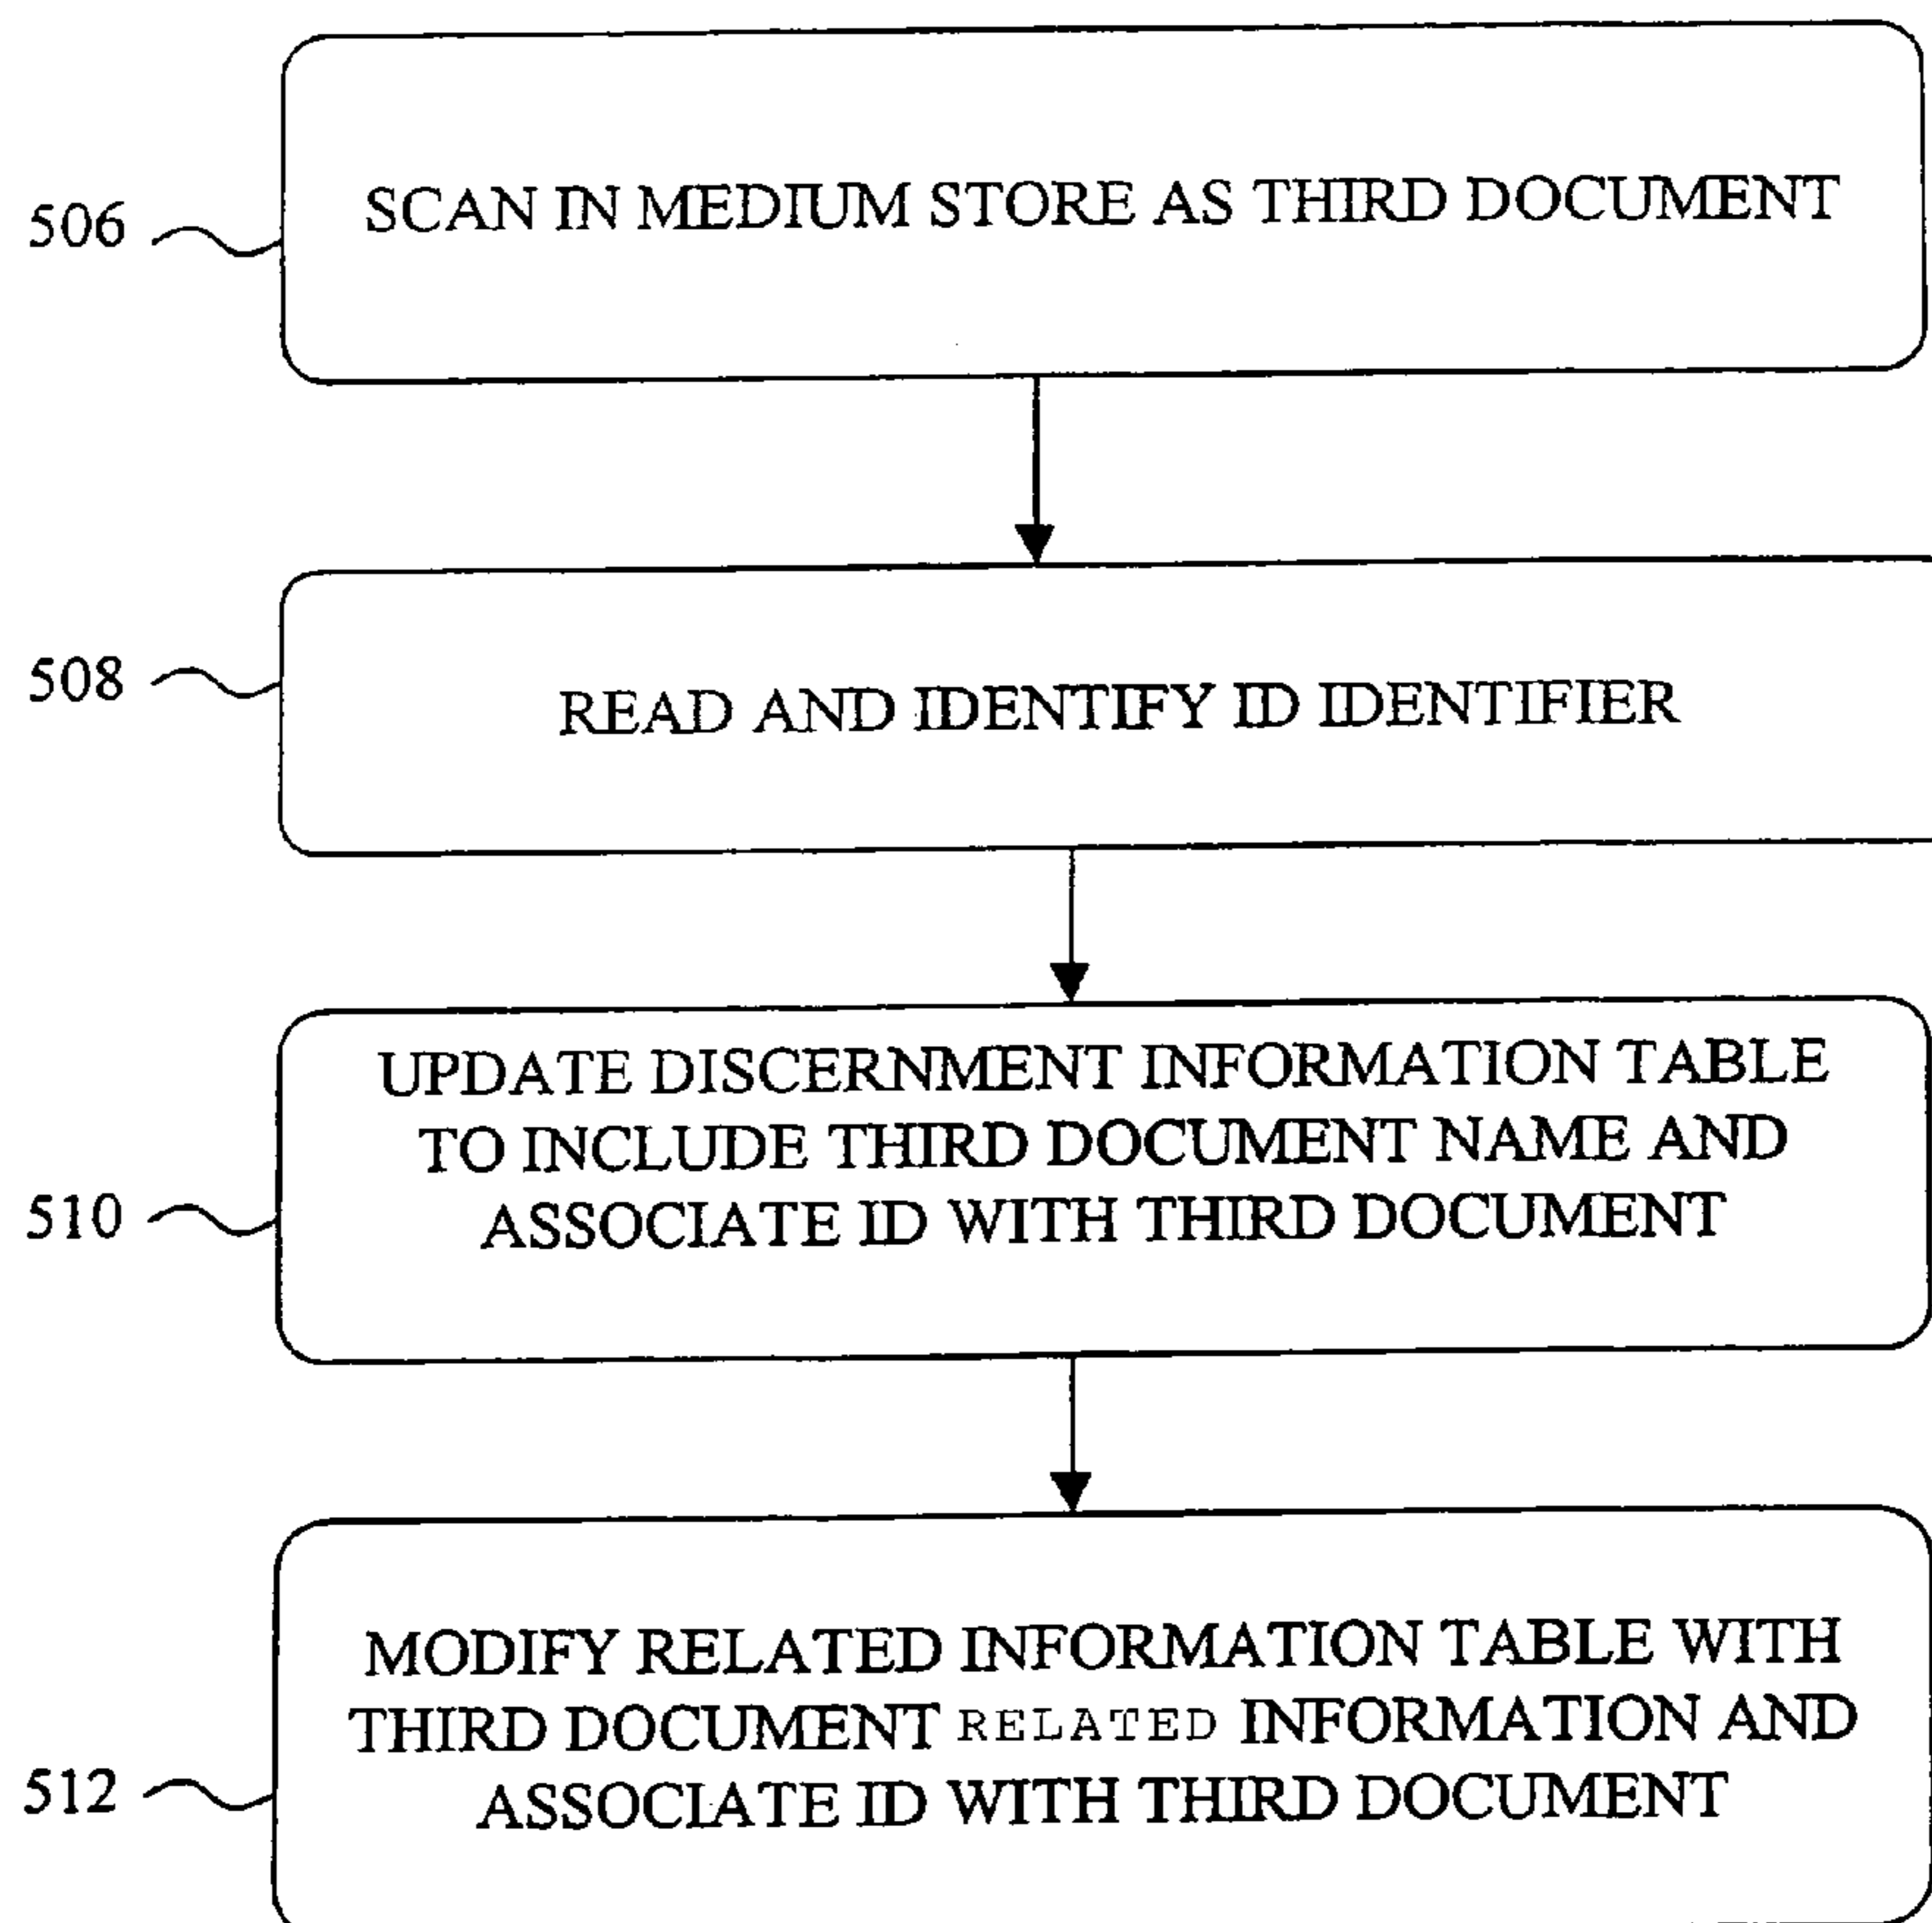 SCAN IN MEDIUM STORE AS THIRD DOCUMENT
506
508
READ AND IDENTIFY ID IDENTIFIER
UPDATE DISCERNMENT INFORMATION TABLE
TO INCLUDE THIRD DOCUMENT NAME AND
ASSOCIATE ID WITH THIRD DOCUMENT
510
MODIFY RELATED INFORMATION TABLE WITH
THIRD DOCUMENT RELATED INFORMATION AND
ASSOCIATE ID WITH THIRD DOCUMENT
512